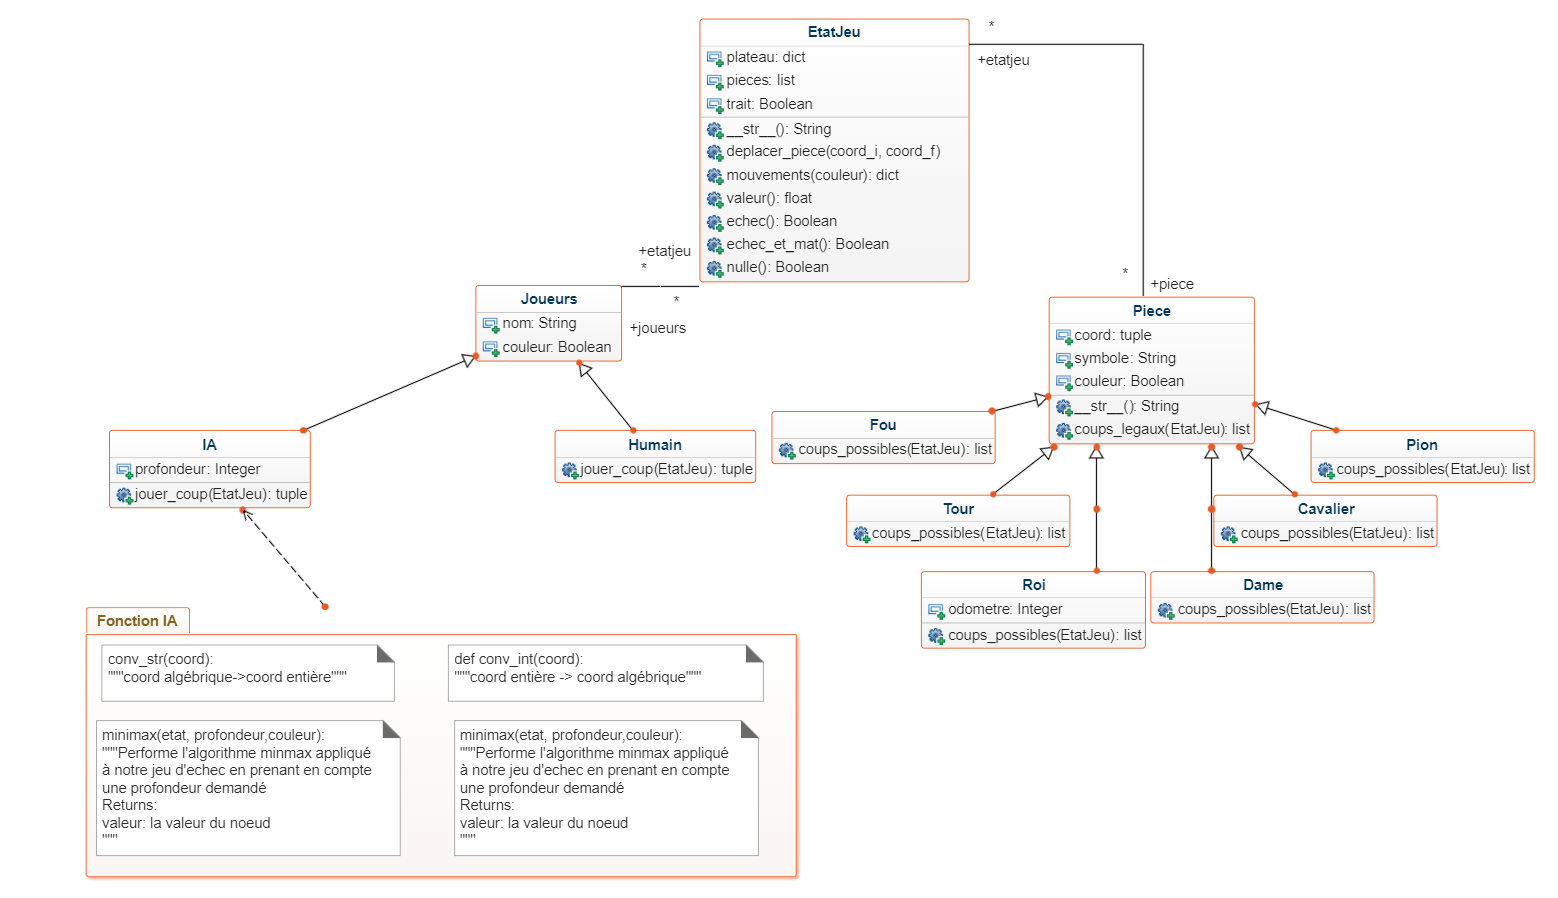 EtatJeu
plateau: dict
pieces: list
trait: Boolean
__str__(): String
deplacer_piece(coord_i, coord_f)
mouvements(couleur): dict
valeur(): float
echec(): Boolean
echec_et_mat(): Boolean
nulle(): Boolean
*
+etatjeu
*
+piece
+etatjeu
*
*
+joueurs
Joueurs
nom: String
couleur: Boolean
Piece
coord: tuple
symbole: String
couleur: Boolean
__str__(): String
coups_legaux(EtatJeu): list
IA
profondeur: Integer
jouer_coup(EtatJeu): tuple
Humain
jouer_coup(EtatJeu): tuple
Fou
coups_possibles(EtatJeu): list
Pion
coups_possibles(EtatJeu): list
Tour
coups_possibles(EtatJeu): list
Cavalier
coups_possibles(EtatJeu): list
Roi
odometre: Integer
coups_possibles(EtatJeu): list
Dame
coups_possibles(EtatJeu): list
Fonction IA
conv_str(coord):
"""coord algébrique->coord entière"""
def conv_int(coord):
"""coord entière -> coord algébrique"""
minimax(etat, profondeur,couleur):
"""Performe l'algorithme minmax appliqué
à notre jeu d'echec en prenant en compte
une profondeur demandé
Returns:
valeur: la valeur du noeud
"""
minimax(etat, profondeur,couleur):
"""Performe l'algorithme minmax appliqué
à notre jeu d'echec en prenant en compte
une profondeur demandé
Returns:
valeur: la valeur du noeud
"""